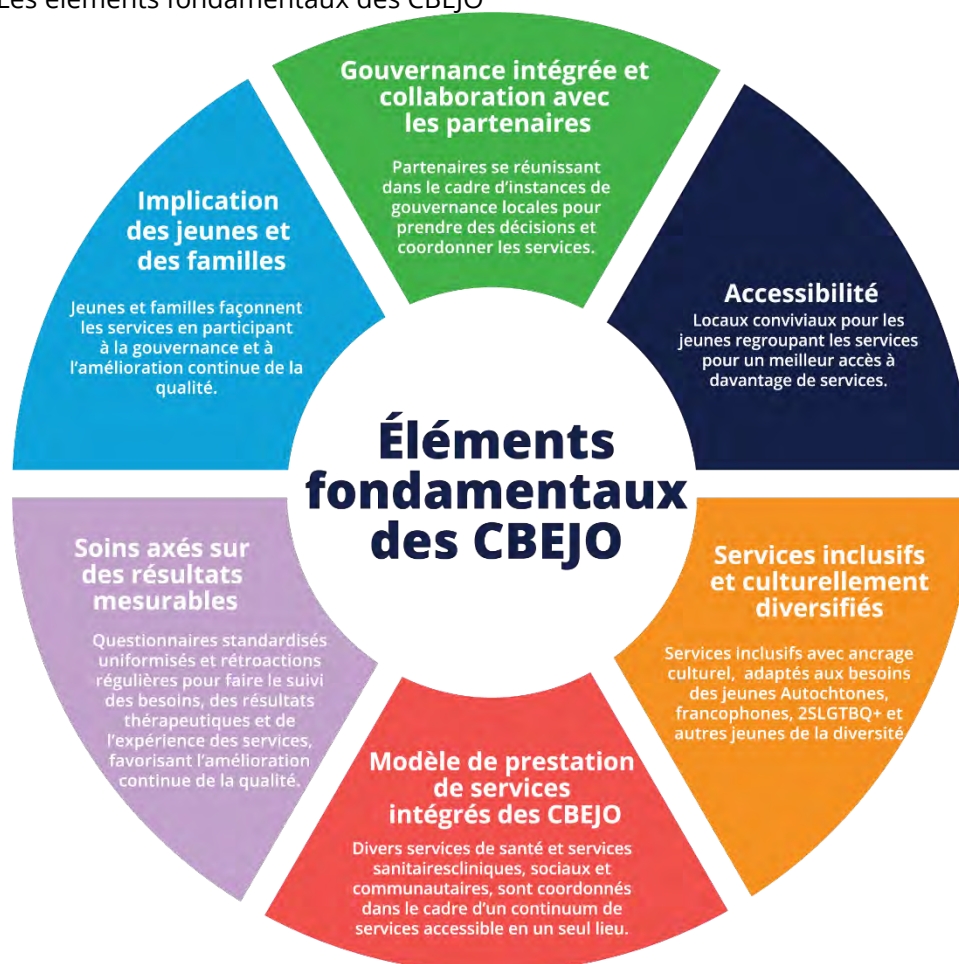 Les éléments fondamentaux des CBEJO
Gouvernance intégrée et
collaboration avec
les partenaires
Partenaires se réunissant
dans le cadre d'instances de
gouvernance locales pour
prendre des décisions et
coordonner les services.
Accessibilité
Locaux conviviaux pour les
jeunes regroupant les services
pour un meilleur accès à
davantage de services.
Services inclusifs
et culturellement
diversifiés
Services inclusifs avec ancrage
culturel, adaptés aux besoins
des jeunes Autochtones,
francophones, 2SLGTBQ+ et
autres jeunes de la diversité
Modèle de prestation
de services
intégrés des CBEJO
Divers services de santé et services
sanitairescliniques, sociaux et
communautaires, sont coordonnés
dans le cadre d'un continuum de
services accessible en un seul lieu.
Soins axés sur
des résultats
mesurables
Questionnaires standardisés
uniformisés et rétroactions
régulières pour faire le suivi
des besoins, des résultats
thérapeutiques et de
l'expérience des services,
favorisant l'amélioration
continue de la qualité.
Implication
des jeunes et
des familles
Jeunes et familles façonnent
les services en participant
à la gouvernance et à
l'amélioration continue de la
qualité.
Éléments
fondamentaux
des CBEJO